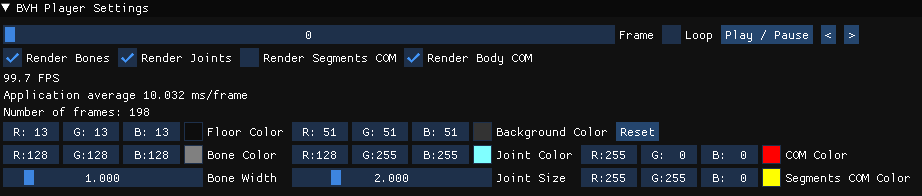 BVH Player Settings
0 Frame Loop Play / Pause < >
Render Bones Render Joints Render Segments COM Render Body COM
99.7 FPS
Application average 10.032 ms/frame
Number of frames: 198
R: 13 G: 13 B: 13 Floor Color R: 51 G: 51 B: 51 Background Color Reset
R:128 G:128 B:128 Bone Color R:128 G:255 B:255 Joint Color R:255 G: 0 B: 0 COM Color
1.000 Bone Width 2.000 Joint Size R:255 G:255 B: 0 Segments COM Color